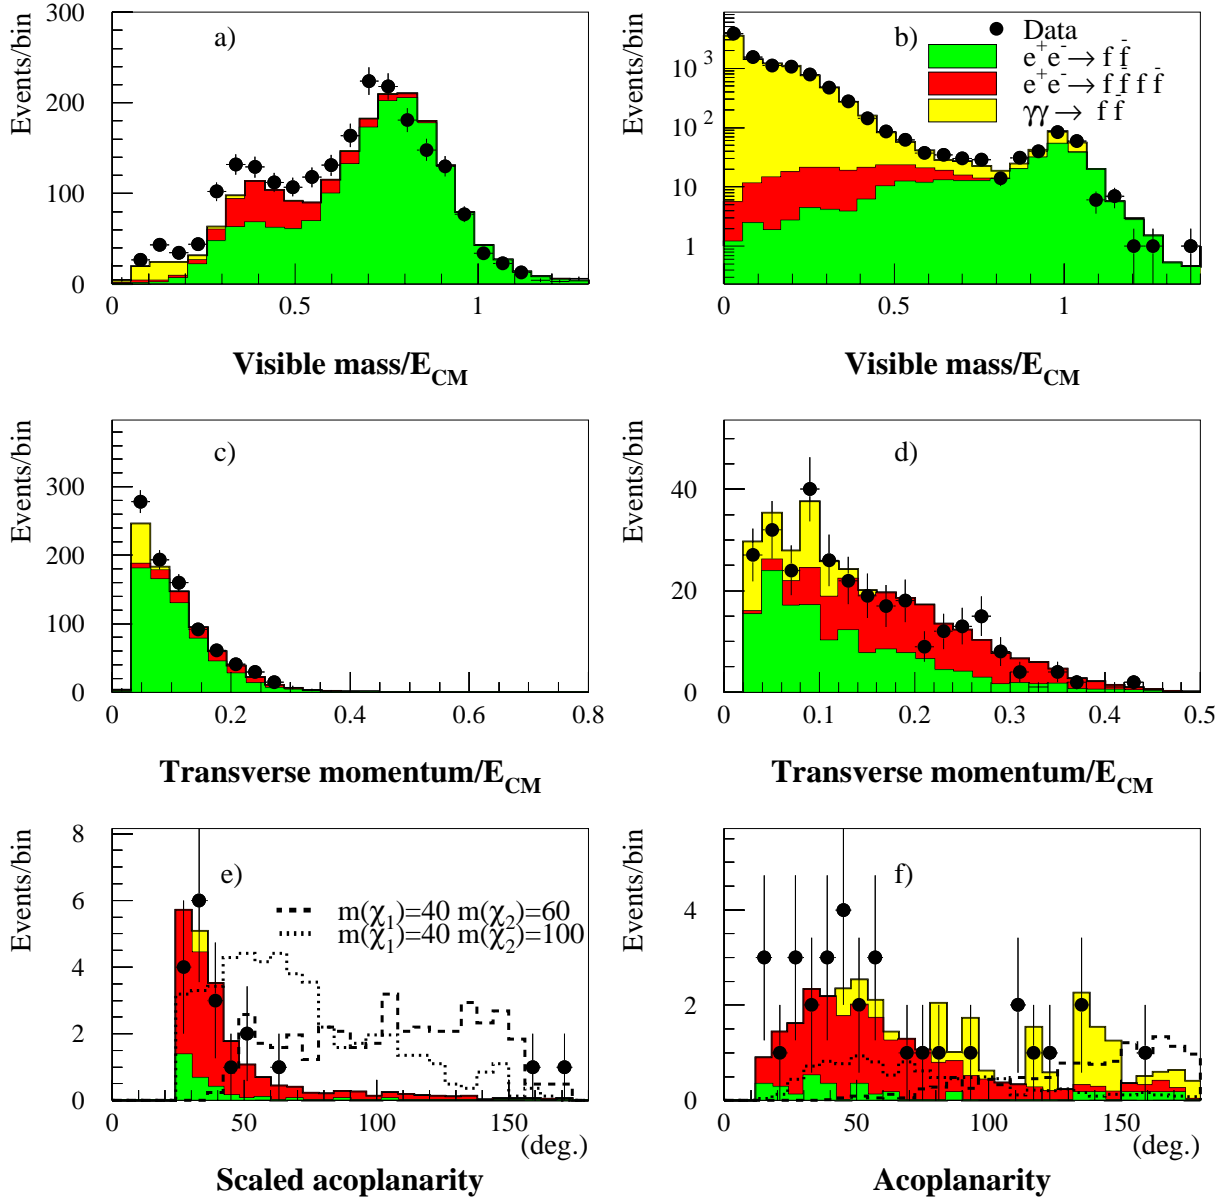 a)
Events/bin
300
200
100
0
0
0.5
1
Visible mass/E_CM
b)
Data
e⁺e⁻→ f f̄
e⁺e⁻→ f f̄ f f̄
γγ→ f f̄
Events/bin
10³
10²
10
1
0
0.5
1
Visible mass/E_CM
c)
Events/bin
300
200
100
0
0
0.2
0.4
0.6
0.8
Transverse momentum/E_CM
d)
Events/bin
40
20
0
0
0.1
0.2
0.3
0.4
0.5
Transverse momentum/E_CM
e)
m(χ₁)=40 m(χ₂)=60
m(χ₁)=40 m(χ₂)=100
Events/bin
8
6
4
2
0
0
50
100
150
(deg.)
Scaled acoplanarity
f)
Events/bin
4
2
0
0
50
100
150
(deg.)
Acoplanarity